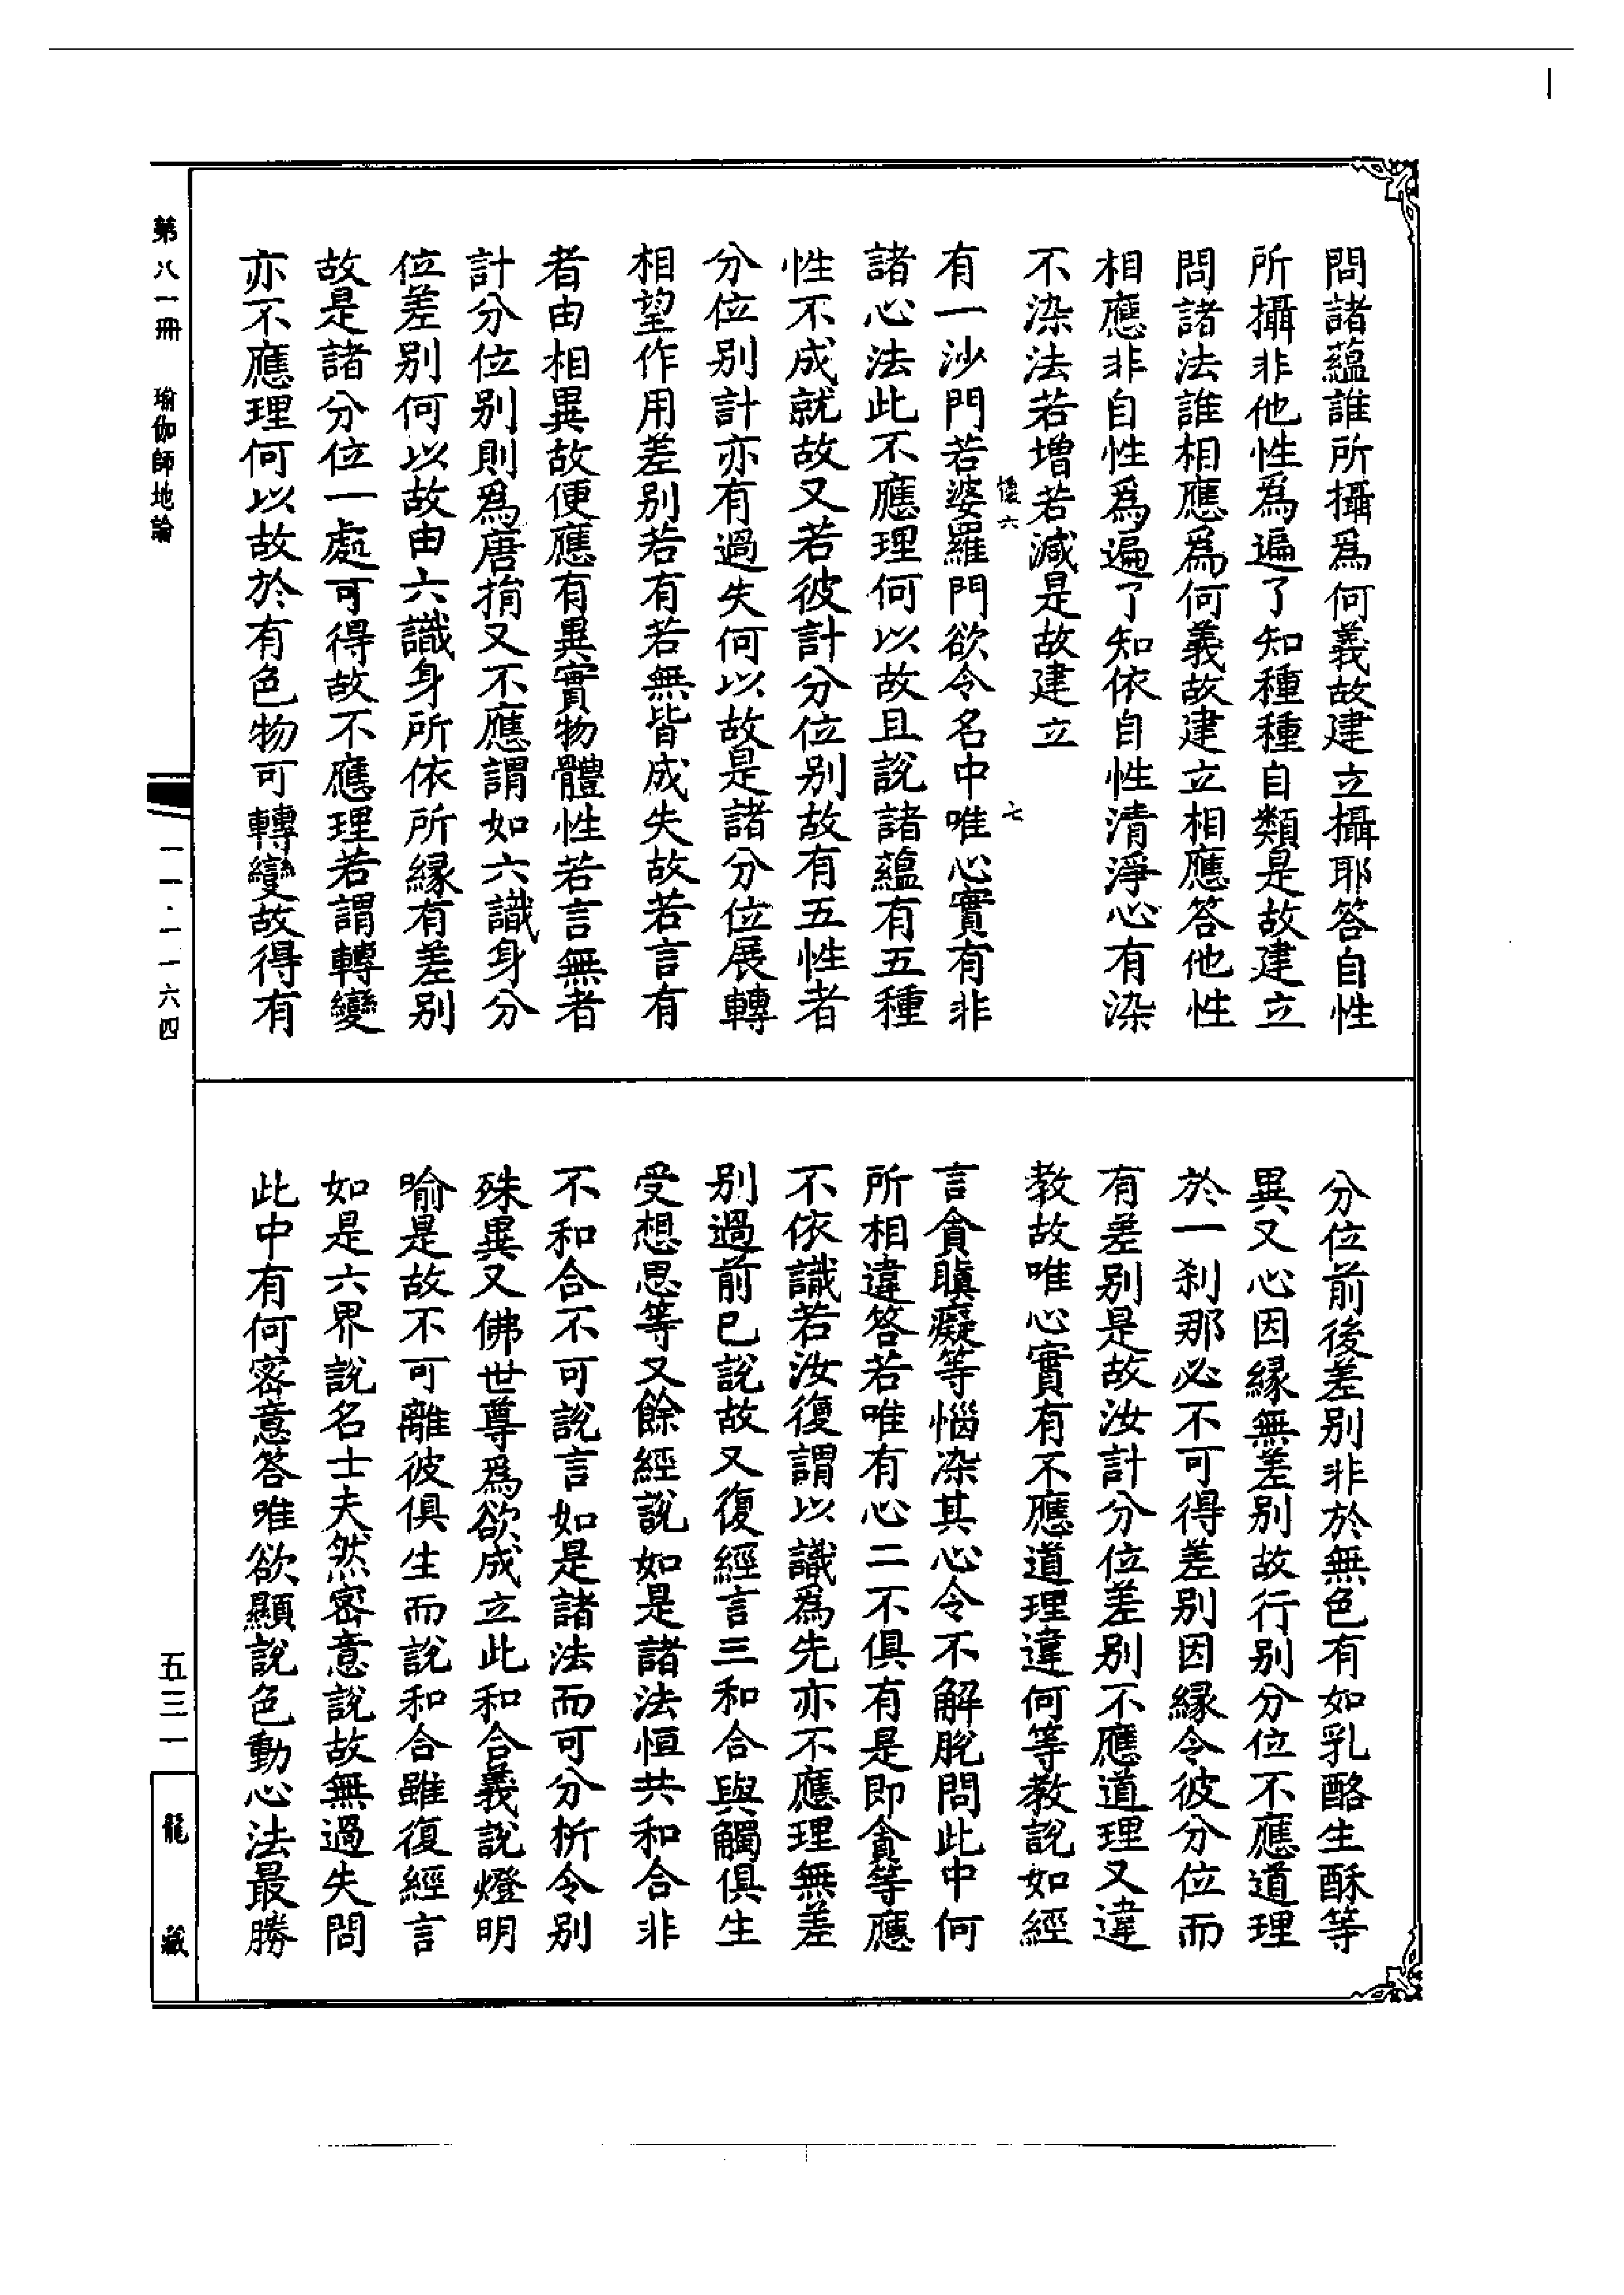 問諸蘊誰所攝爲何義故建立攝耶答自性
所攝非他性爲遍了知種種自類是故建立
問諸法誰相應爲何義故建立相應答他性
相應非自性爲遍了知依自性清淨心有染
不染法若增若減是故建立
有一沙門若婆羅門欲令名中唯心實有非
諸心法此不應理何以故且說諸蘊有五種
性不成就故又若彼計分位别故有五性者
分位别計亦有過失何以故是諸分位展轉
相望作用差别若有若無皆成失故若言有
者由相異故便應有異實物體性若言無者
計分位别則爲唐捐又不應謂如六識身分
位差别何以故由六識身所依所緣有差别
故是諸分位一處可得故不應理若謂轉變
亦不應理何以故於有色物可轉變故得有
懐六
七
分位前後差别非於無色有如乳酪生酥等
異又心因緣無差别故行别分位不應道理
於一刹那必不可得差别因緣令彼分位而
有差别是故汝計分位差别不應道理又違
教故唯心實有不應道理違何等教說如經
言貪瞋癡等惱染其心令不解脫問此中何
所相違答若唯有心二不俱有是即貪等應
不依識若汝復謂以識爲先亦不應理無差
别過前已說故又復經言三和合與觸俱生
受想思等又餘經說如是諸法恒共和合非
不和合不可說言如是諸法而可分析令别
殊異又佛世尊爲欲成立此和合義說燈明
喻是故不可離彼俱生而說和合雖復經言
如是六界說名士夫然密意說故無過失問
此中有何密意答唯欲顯說色動心法最勝
第八一冊　瑜伽師地論
一一·一一六四
五三一
龍藏